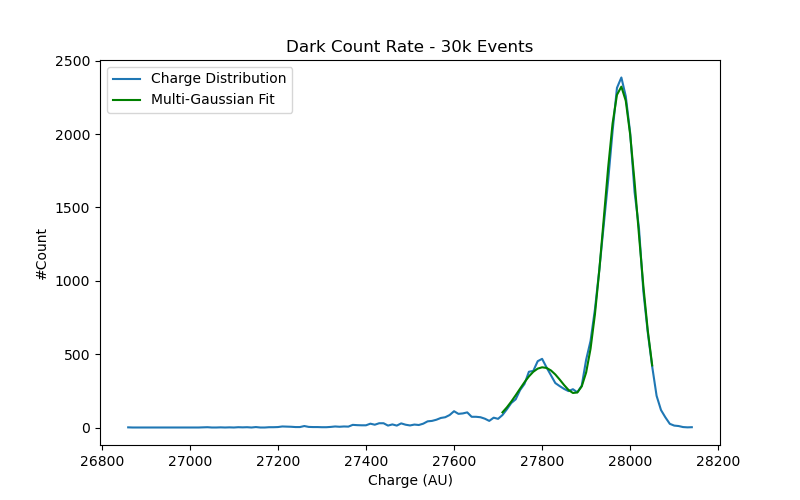 Dark Count Rate - 30k Events
Charge Distribution
Multi-Gaussian Fit
2500
2000
1500
1000
500
0
#Count
26800 27000 27200 27400 27600 27800 28000 28200
Charge (AU)